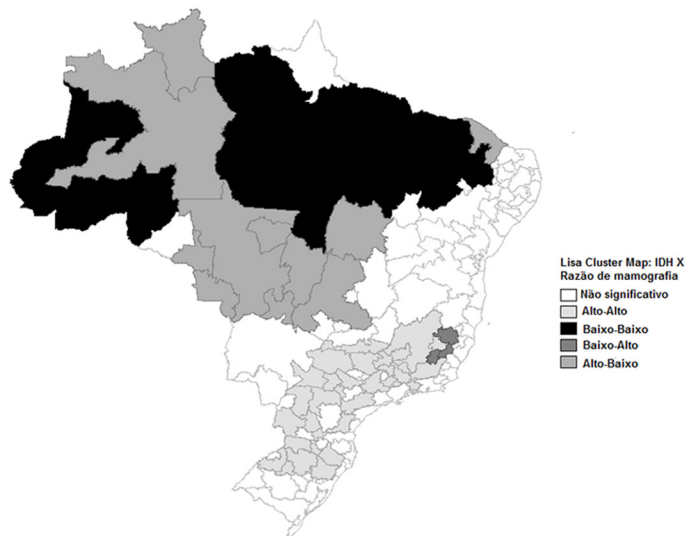 Lisa Cluster Map: IDH X
Razão de mamografia
Não significativo
Alto-Alto
Baixo-Baixo
Baixo-Alto
Alto-Baixo